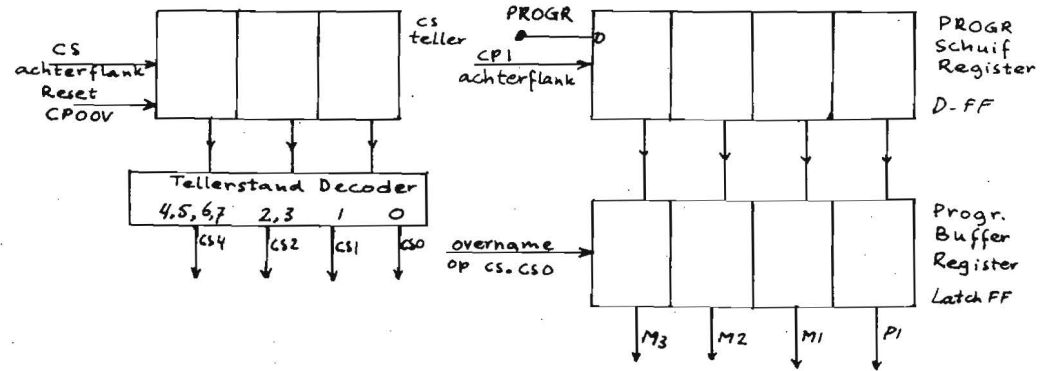 CS
teller
CS
achterflank
Reset
CPOOV
Tellerstand Decoder
4,5,6,7 2,3 1 0
CS4 CS2 CS1 CS0
PROGR
CP1
achterflank
PROGR
Schuif
Register
D-FF
overname
op CS.CSO
Progr.
Buffer
Register
Latch FF
M3 M2 M1 P1